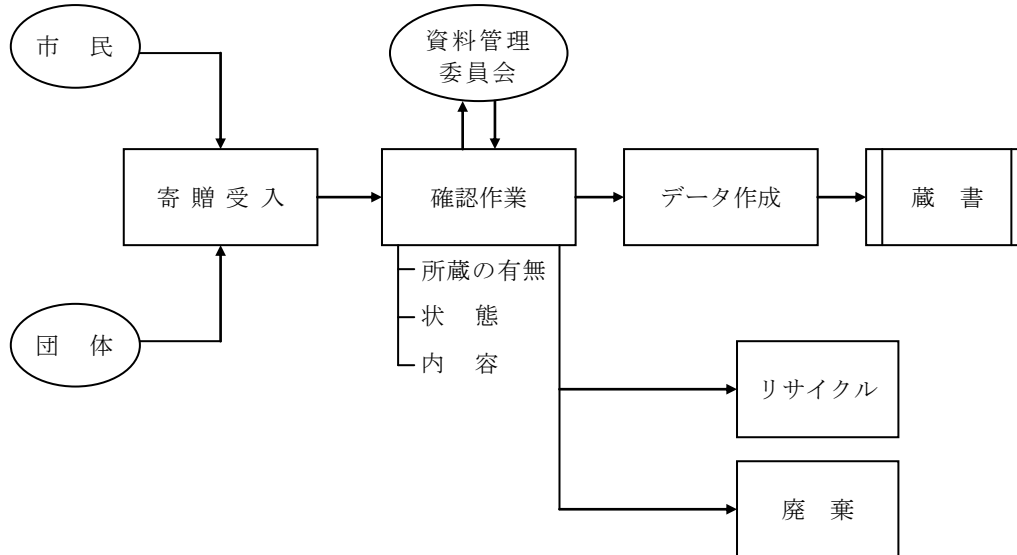 市　民
資料管理
委員会
寄贈受入
確認作業
データ作成
蔵　書
所蔵の有無
状　態
内　容
団　体
リサイクル
廃　棄